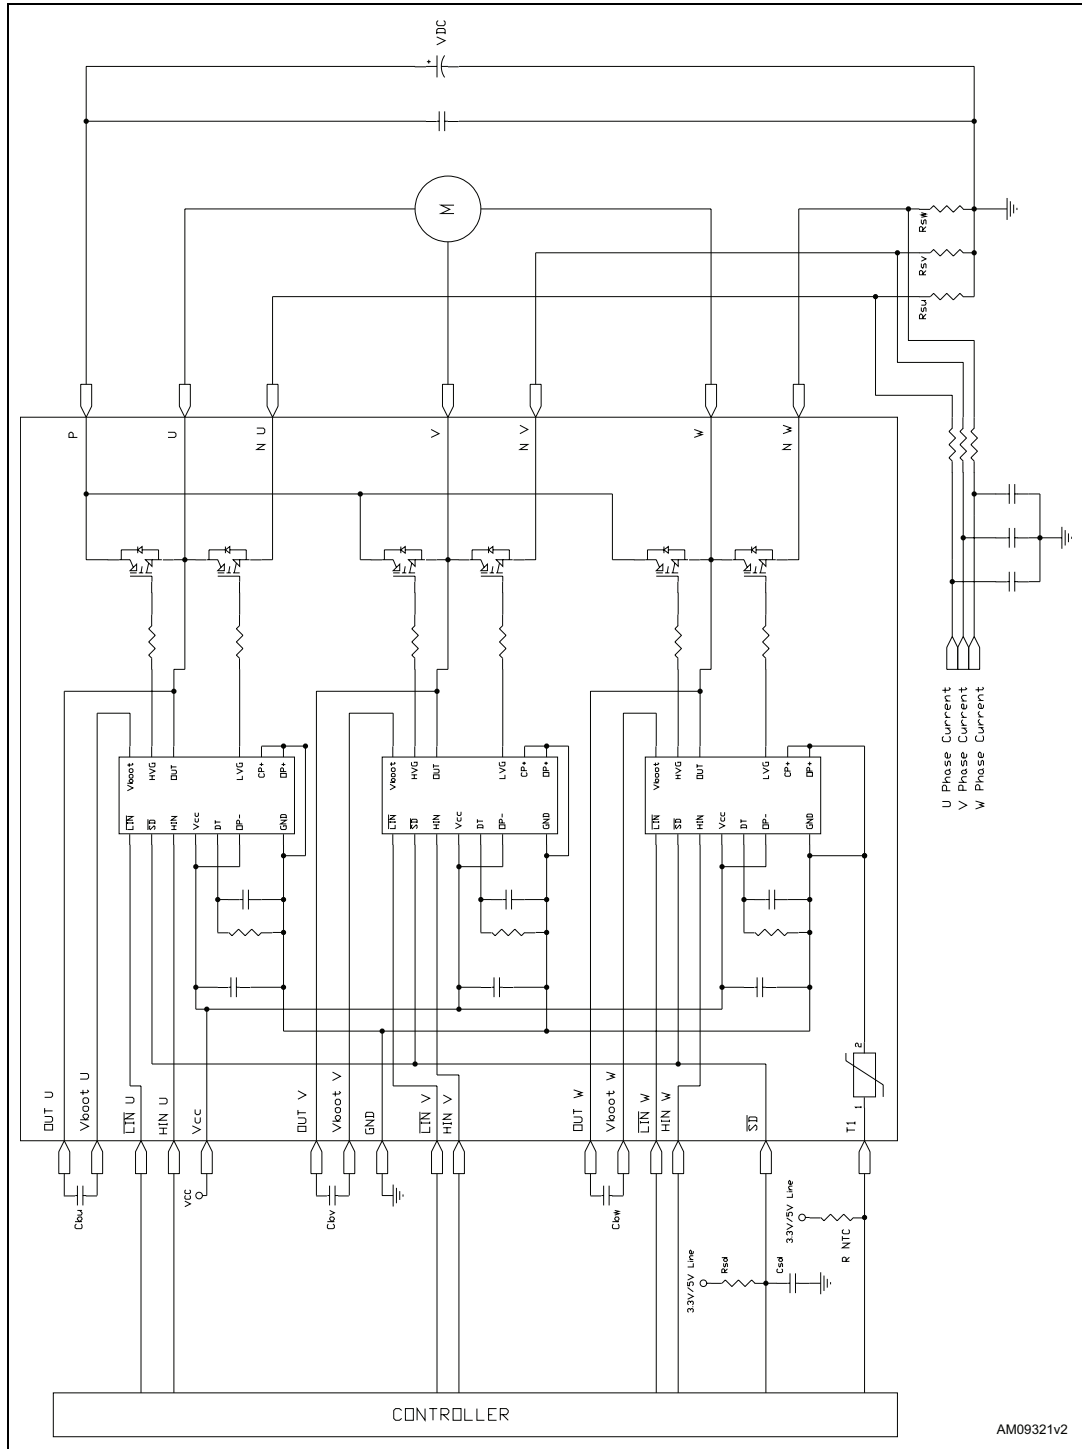 VDC
+
M
Rsw
Rsv
Rsu
P
U
N U
V
N V
W
N W
U Phase Current
V Phase Current
W Phase Current
Vboot
HVG
OUT
LVG
CP+
OP+
LIN
SD
HIN
Vcc
DT
OP-
GND
Vboot
HVG
OUT
LVG
CP+
OP+
LIN
SD
HIN
Vcc
DT
OP-
GND
Vboot
HVG
OUT
LVG
CP+
OP+
LIN
SD
HIN
Vcc
DT
OP-
GND
OUT U
Vboot U
LIN U
HIN U
Vcc
OUT V
Vboot V
GND
LIN V
HIN V
OUT W
Vboot W
LIN W
HIN W
SD
T1
1
2
Cbu
VCC
Cbv
Cbw
3.3V/5V Line
Rsd
Csd
3.3V/5V Line
R NTC
CONTROLLER
AM09321v2